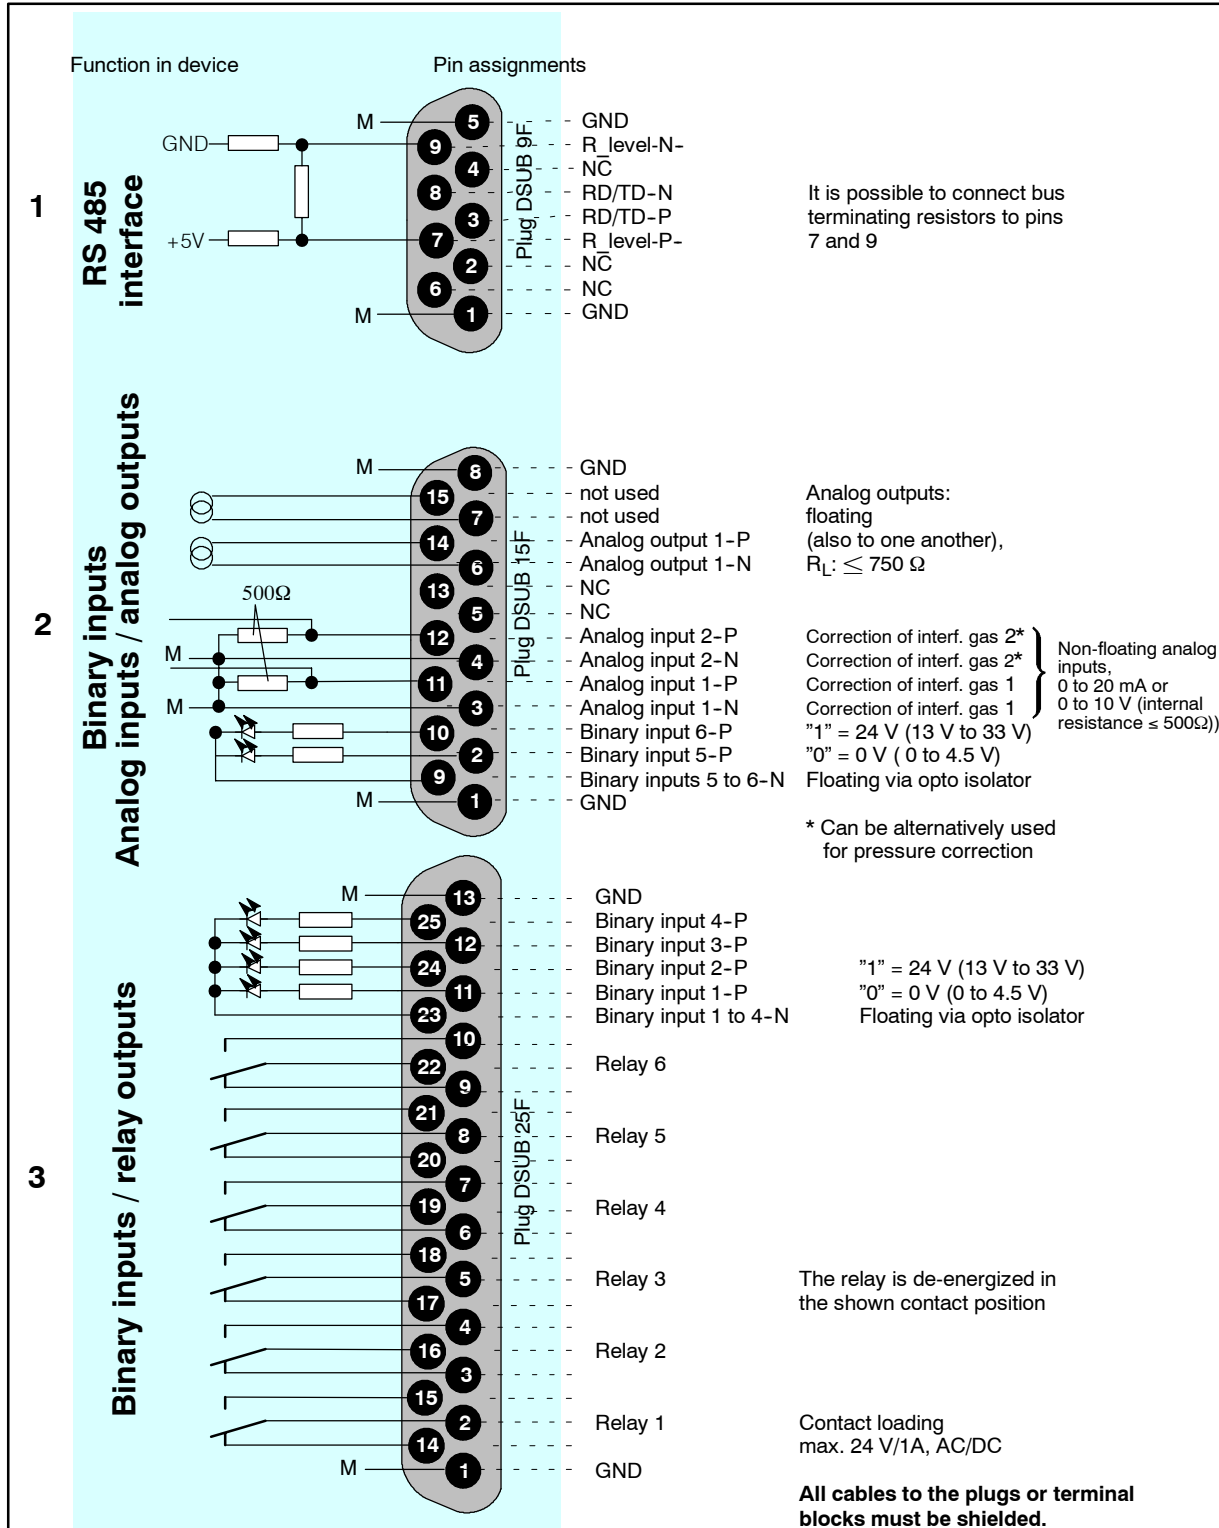 Function in device
Pin assignments
1
RS 485
interface
M
GND
+5V
M
5
9
4
8
3
7
2
6
1
Plug DSUB 9F
GND
R_level-N-
NC
RD/TD-N
RD/TD-P
R_level-P-
NC
NC
GND
It is possible to connect bus
terminating resistors to pins
7 and 9
2
Binary inputs
Analog inputs / analog outputs
M
500Ω
M
M
M
8
15
7
14
6
13
5
12
4
11
3
10
2
9
1
Plug DSUB 15F
GND
not used
not used
Analog output 1-P
Analog output 1-N
NC
NC
Analog input 2-P
Analog input 2-N
Analog input 1-P
Analog input 1-N
Binary input 6-P
Binary input 5-P
Binary inputs 5 to 6-N
GND
Analog outputs:
floating
(also to one another),
RL: ≤ 750 Ω
Correction of interf. gas 2*
Correction of interf. gas 2*
Correction of interf. gas 1
Correction of interf. gas 1
Non-floating analog
inputs,
0 to 20 mA or
0 to 10 V (internal
resistance ≤ 500Ω))
"1" = 24 V (13 V to 33 V)
"0" = 0 V ( 0 to 4.5 V)
Floating via opto isolator
* Can be alternatively used
for pressure correction
3
Binary inputs / relay outputs
M
M
13
25
12
24
11
23
10
22
9
21
8
20
7
19
6
18
5
17
4
16
3
15
2
14
1
Plug DSUB 25F
GND
Binary input 4-P
Binary input 3-P
Binary input 2-P
Binary input 1-P
Binary input 1 to 4-N
Relay 6
Relay 5
Relay 4
Relay 3
Relay 2
Relay 1
GND
"1" = 24 V (13 V to 33 V)
"0" = 0 V (0 to 4.5 V)
Floating via opto isolator
The relay is de-energized in
the shown contact position
Contact loading
max. 24 V/1A, AC/DC
All cables to the plugs or terminal
blocks must be shielded.